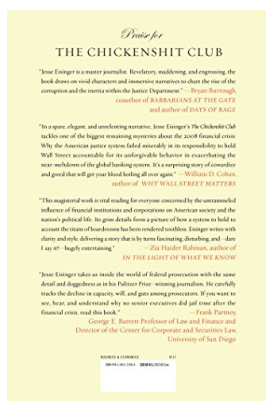 Praise for
THE CHICKENSHIT CLUB
"Jesse Eisinger is a master journalist. Revelatory, maddening, and engrossing, the
book draws on vivid characters and immersive narratives to chart the rise of the
corruption and the inertia within the Justice Department." —Bryan Burrough,
coauthor of BARBARIANS AT THE GATE
and author of DAYS OF RAGE
"In a spare, elegant, and unrelenting narrative, Jesse Eisinger's The Chickenshit Club
tackles one of the biggest remaining mysteries about the 2008 financial crisis:
Why the American justice system failed miserably in its responsibility to hold
Wall Street accountable for its unforgivable behavior in exacerbating the
near-meltdown of the global banking system. It's a surprising story of cowardice
and greed that will get your blood boiling all over again." —William D. Cohan,
author of WHY WALL STREET MATTERS
"This magisterial work is vital reading for everyone concerned by the untrammeled
influence of financial institutions and corporations on American society and the
nation's political life. Its grim details form a picture of how a system to hold to
account the titans of boardrooms has been rendered toothless. Eisinger writes with
clarity and style, delivering a story that is by turns fascinating, disturbing, and—dare
I say it?—hugely entertaining." —Zia Haider Rahman, author of
IN THE LIGHT OF WHAT WE KNOW
"Jesse Eisinger takes us inside the world of federal prosecution with the same
detail and doggedness as in his Pulitzer Prize–winning journalism. He carefully
tracks the decline in capacity, will, and guts among prosecutors. If you want to
see, hear, and understand why no senior executives did jail time after the
financial crisis, read this book." —Frank Partnoy,
George E. Barrett Professor of Law and Finance and
Director of the Center for Corporate and Securities Law,
University of San Diego
BUSINESS & ECONOMICS